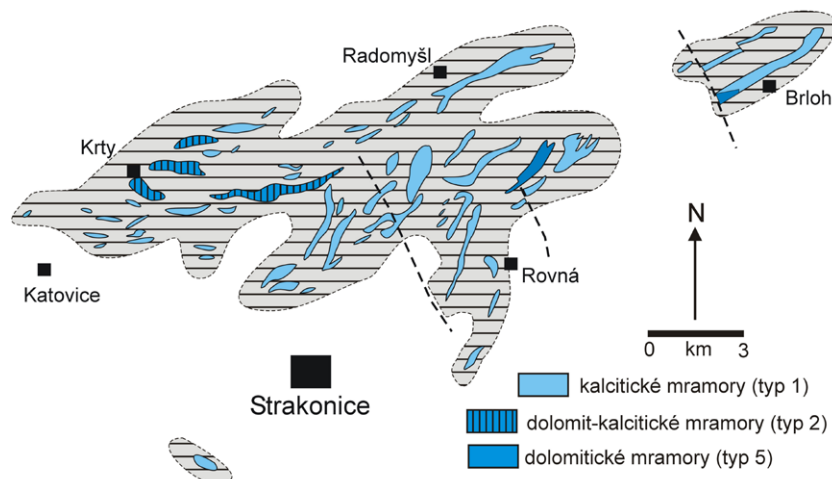 Radomyšl
Brloh
Krty
N
Katovice
Rovná
0 km 3
Strakonice
kalcitické mramory (typ 1)
dolomit-kalcitické mramory (typ 2)
dolomitické mramory (typ 5)